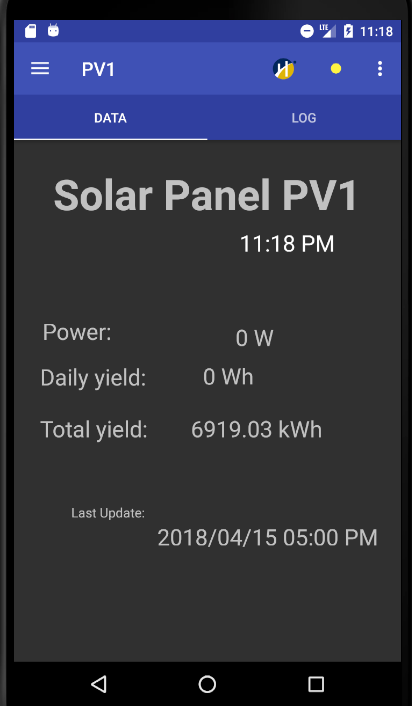 LTE 11:18
PV1
DATA LOG
Solar Panel PV1
11:18 PM
Power: 0 W
Daily yield: 0 Wh
Total yield: 6919.03 kWh
Last Update:
2018/04/15 05:00 PM